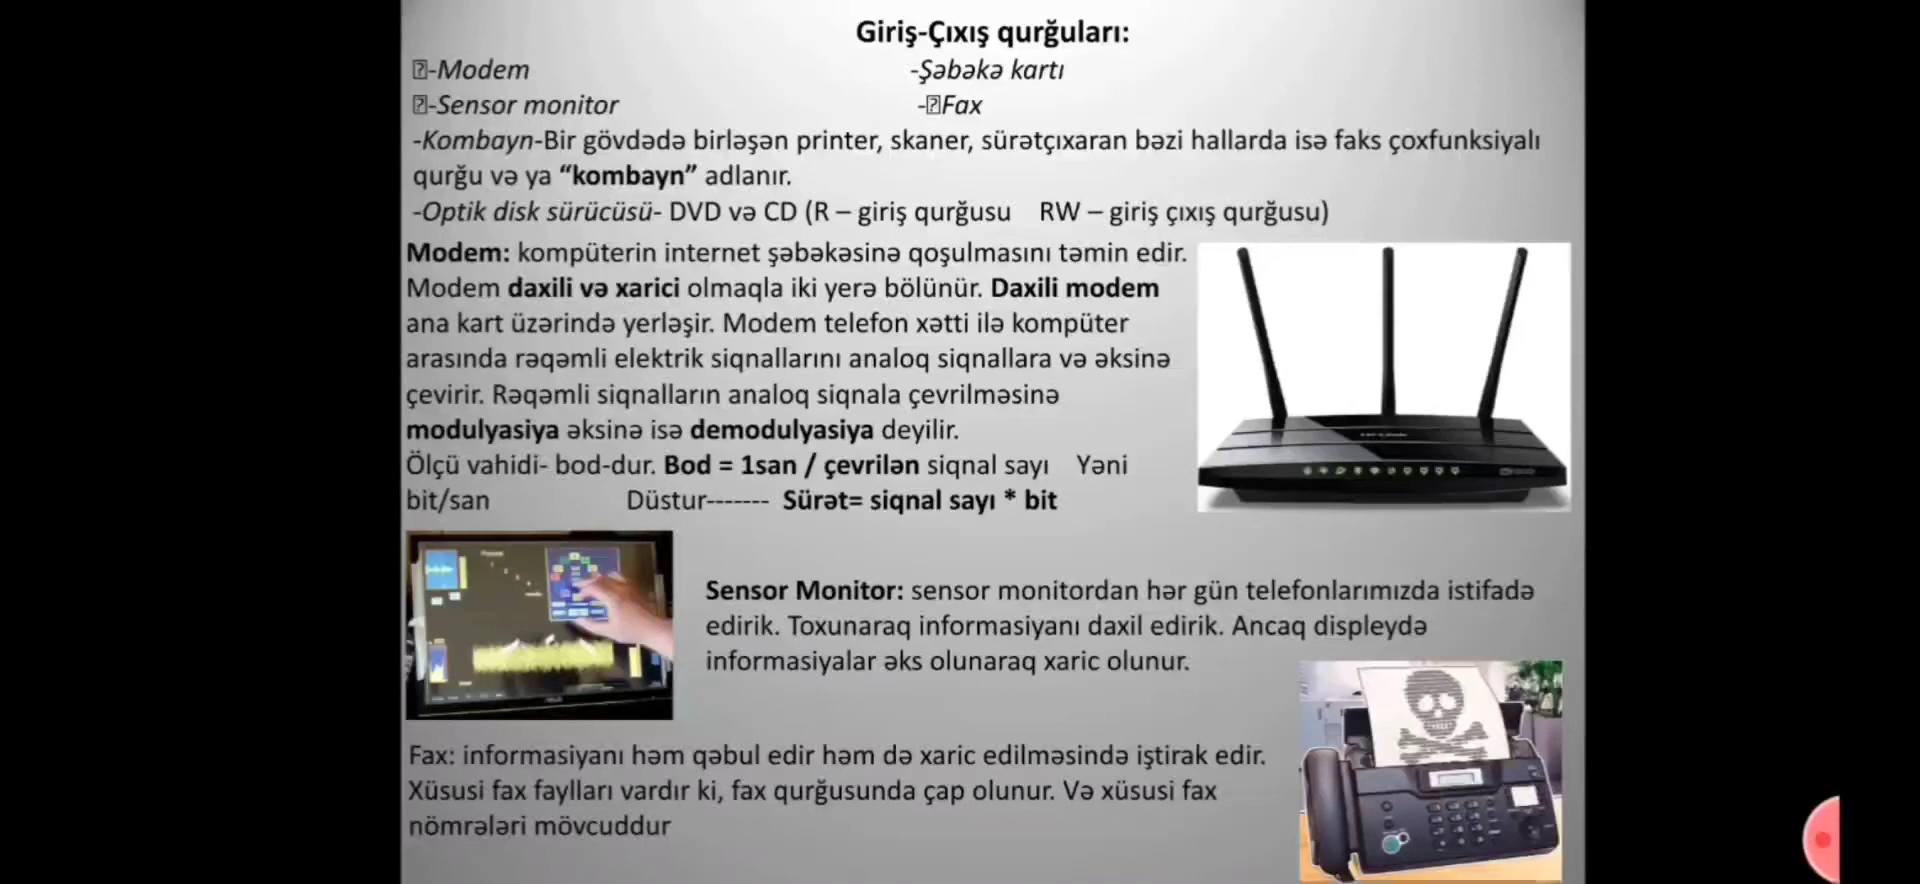 Giriş-Çıxış qurğuları:
-Modem -Şəbəkə kartı
-Sensor monitor -Fax
-Kombayn-Bir gövdədə birləşən printer, skaner, sürətçıxaran bəzi hallarda isə faks çoxfunksiyalı
qurğu və ya “kombayn” adlanır.
-Optik disk sürücüsü- DVD və CD (R – giriş qurğusu RW – giriş çıxış qurğusu)
Modem: kompüterin internet şəbəkəsinə qoşulmasını təmin edir.
Modem daxili və xarici olmaqla iki yerə bölünür. Daxili modem
ana kart üzərində yerləşir. Modem telefon xətti ilə kompüter
arasında rəqəmli elektrik siqnallarını analoq siqnallara və əksinə
çevirir. Rəqəmli siqnalların analoq siqnala çevrilməsinə
modulyasiya əksinə isə demodulyasiya deyilir.
Ölçü vahidi- bod-dur. Bod = 1san / çevrilən siqnal sayı Yəni
bit/san Düstur------- Sürət= siqnal sayı * bit
Sensor Monitor: sensor monitordan hər gün telefonlarımızda istifadə
edirik. Toxunaraq informasiyanı daxil edirik. Ancaq displeydə
informasiyalar əks olunaraq xaric olunur.
Fax: informasiyanı həm qəbul edir həm də xaric edilməsində iştirak edir.
Xüsusi fax faylları vardır ki, fax qurğusunda çap olunur. Və xüsusi fax
nömrələri mövcuddur